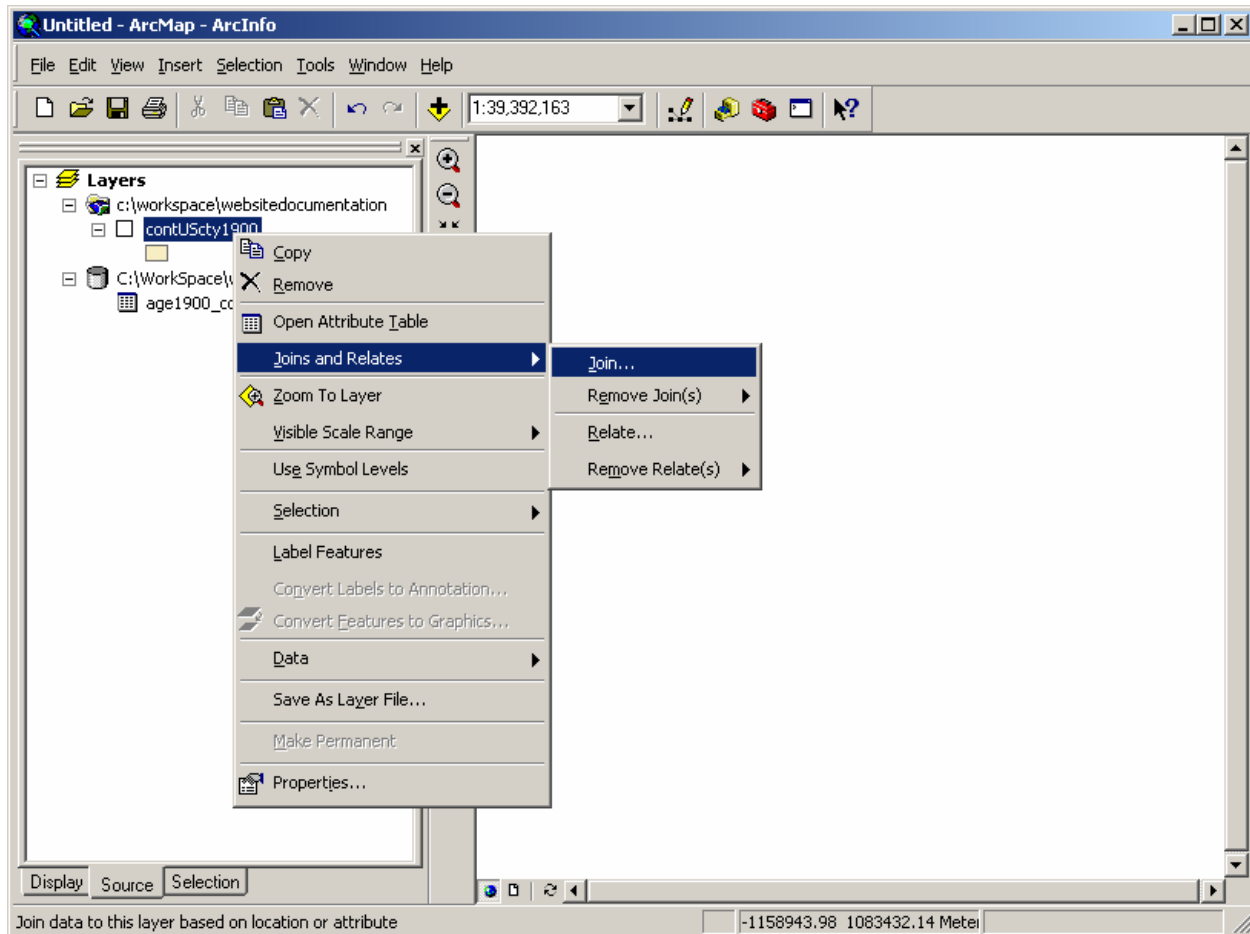 Untitled - ArcMap - ArcInfo
File Edit View Insert Selection Tools Window Help
1:39,392,163
Layers
c:\workspace\websitedocumentation
contUScty1900
C:\WorkSpace\
age1900_co
Copy
Remove
Open Attribute Table
Joins and Relates
Zoom To Layer
Visible Scale Range
Use Symbol Levels
Selection
Label Features
Convert Labels to Annotation...
Convert Features to Graphics...
Data
Save As Layer File...
Make Permanent
Properties...
Join...
Remove Join(s)
Relate...
Remove Relate(s)
Display Source Selection
Join data to this layer based on location or attribute
-1158943.98 1083432.14 Meter